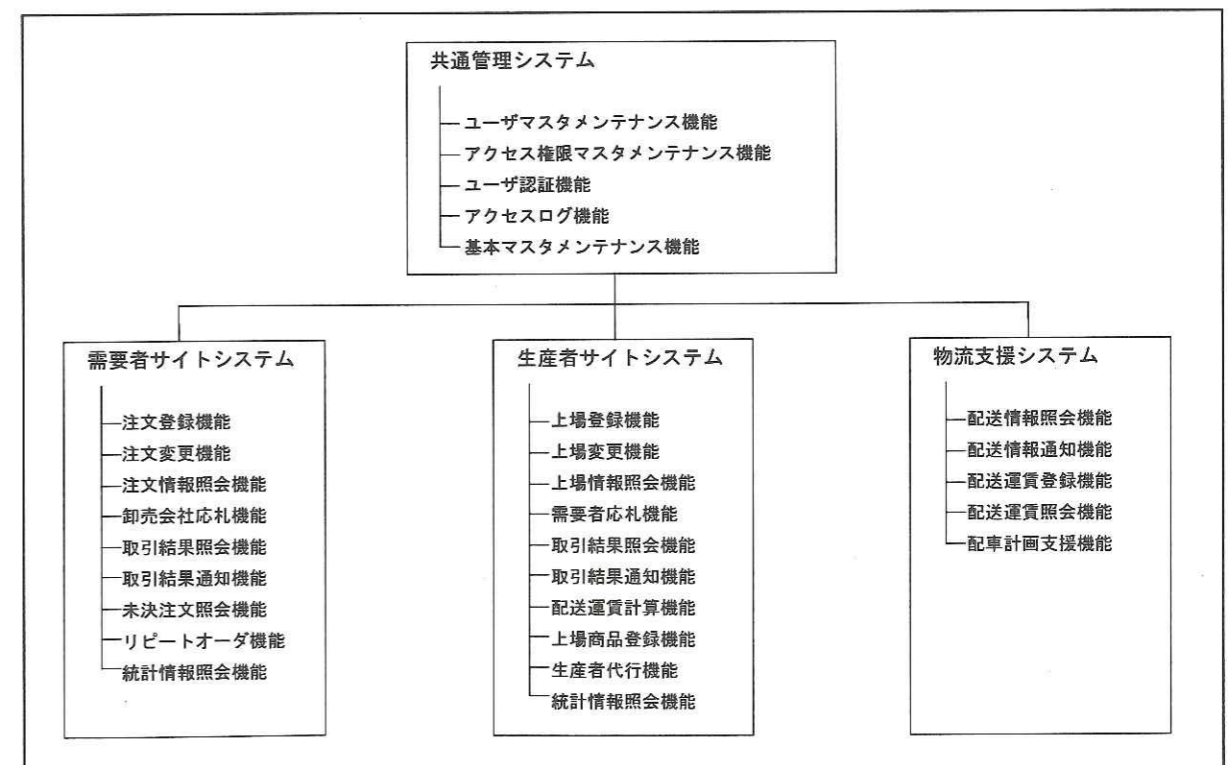 共通管理システム
ユーザマスタメンテナンス機能
アクセス権限マスタメンテナンス機能
ユーザ認証機能
アクセスログ機能
基本マスタメンテナンス機能
需要者サイトシステム
注文登録機能
注文変更機能
注文情報照会機能
卸売会社応札機能
取引結果照会機能
取引結果通知機能
未決注文照会機能
リピートオーダ機能
統計情報照会機能
生産者サイトシステム
上場登録機能
上場変更機能
上場情報照会機能
需要者応札機能
取引結果照会機能
取引結果通知機能
配送運賃計算機能
上場商品登録機能
生産者代行機能
統計情報照会機能
物流支援システム
配送情報照会機能
配送情報通知機能
配送運賃登録機能
配送運賃照会機能
配車計画支援機能